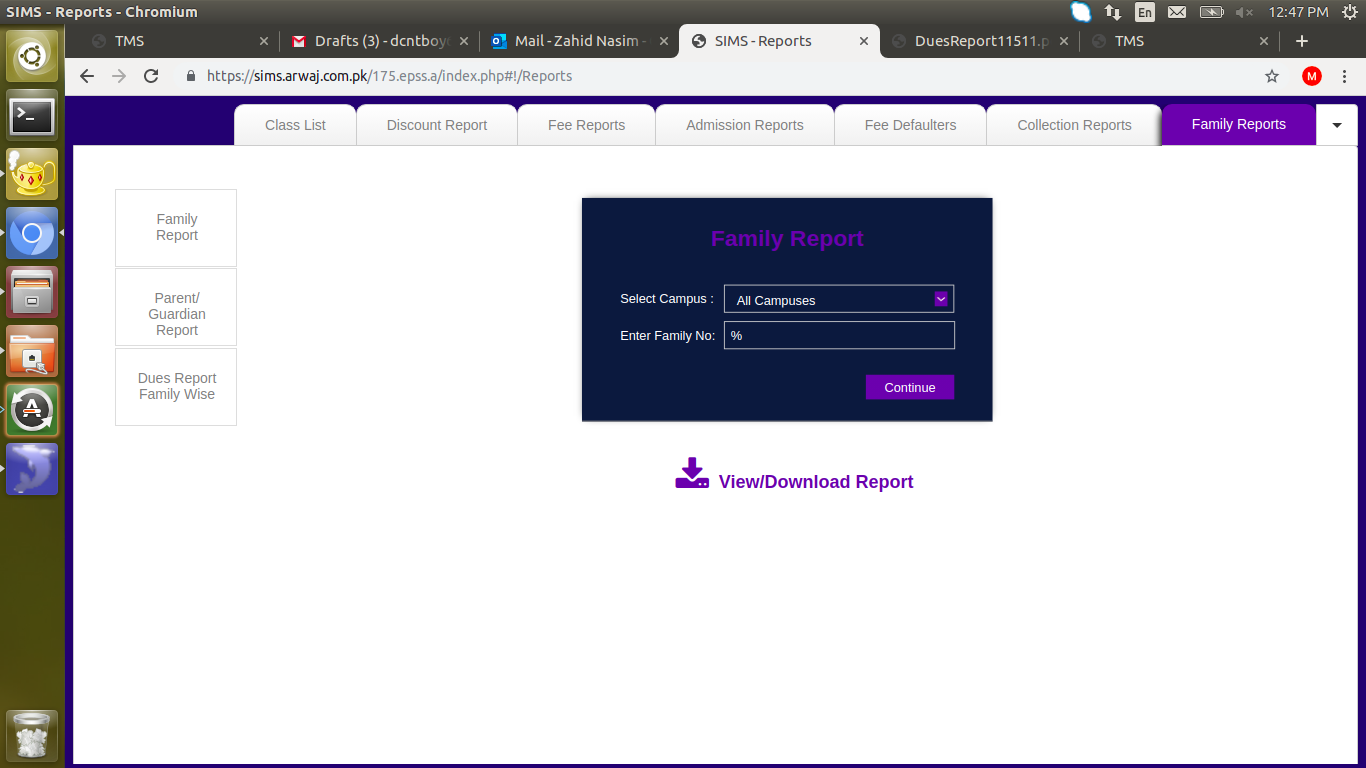 SIMS - Reports - Chromium
En
12:47 PM
TMS
Drafts (3) - dcntboy
Mail - Zahid Nasim -
SIMS - Reports
DuesReport11511.p
TMS
https://sims.arwaj.com.pk/175.epss.a/index.php#!/Reports
M
Class List
Discount Report
Fee Reports
Admission Reports
Fee Defaulters
Collection Reports
Family Reports
Family
Report
Parent/
Guardian
Report
Dues Report
Family Wise
Family Report
Select Campus :
All Campuses
Enter Family No:
%
Continue
View/Download Report